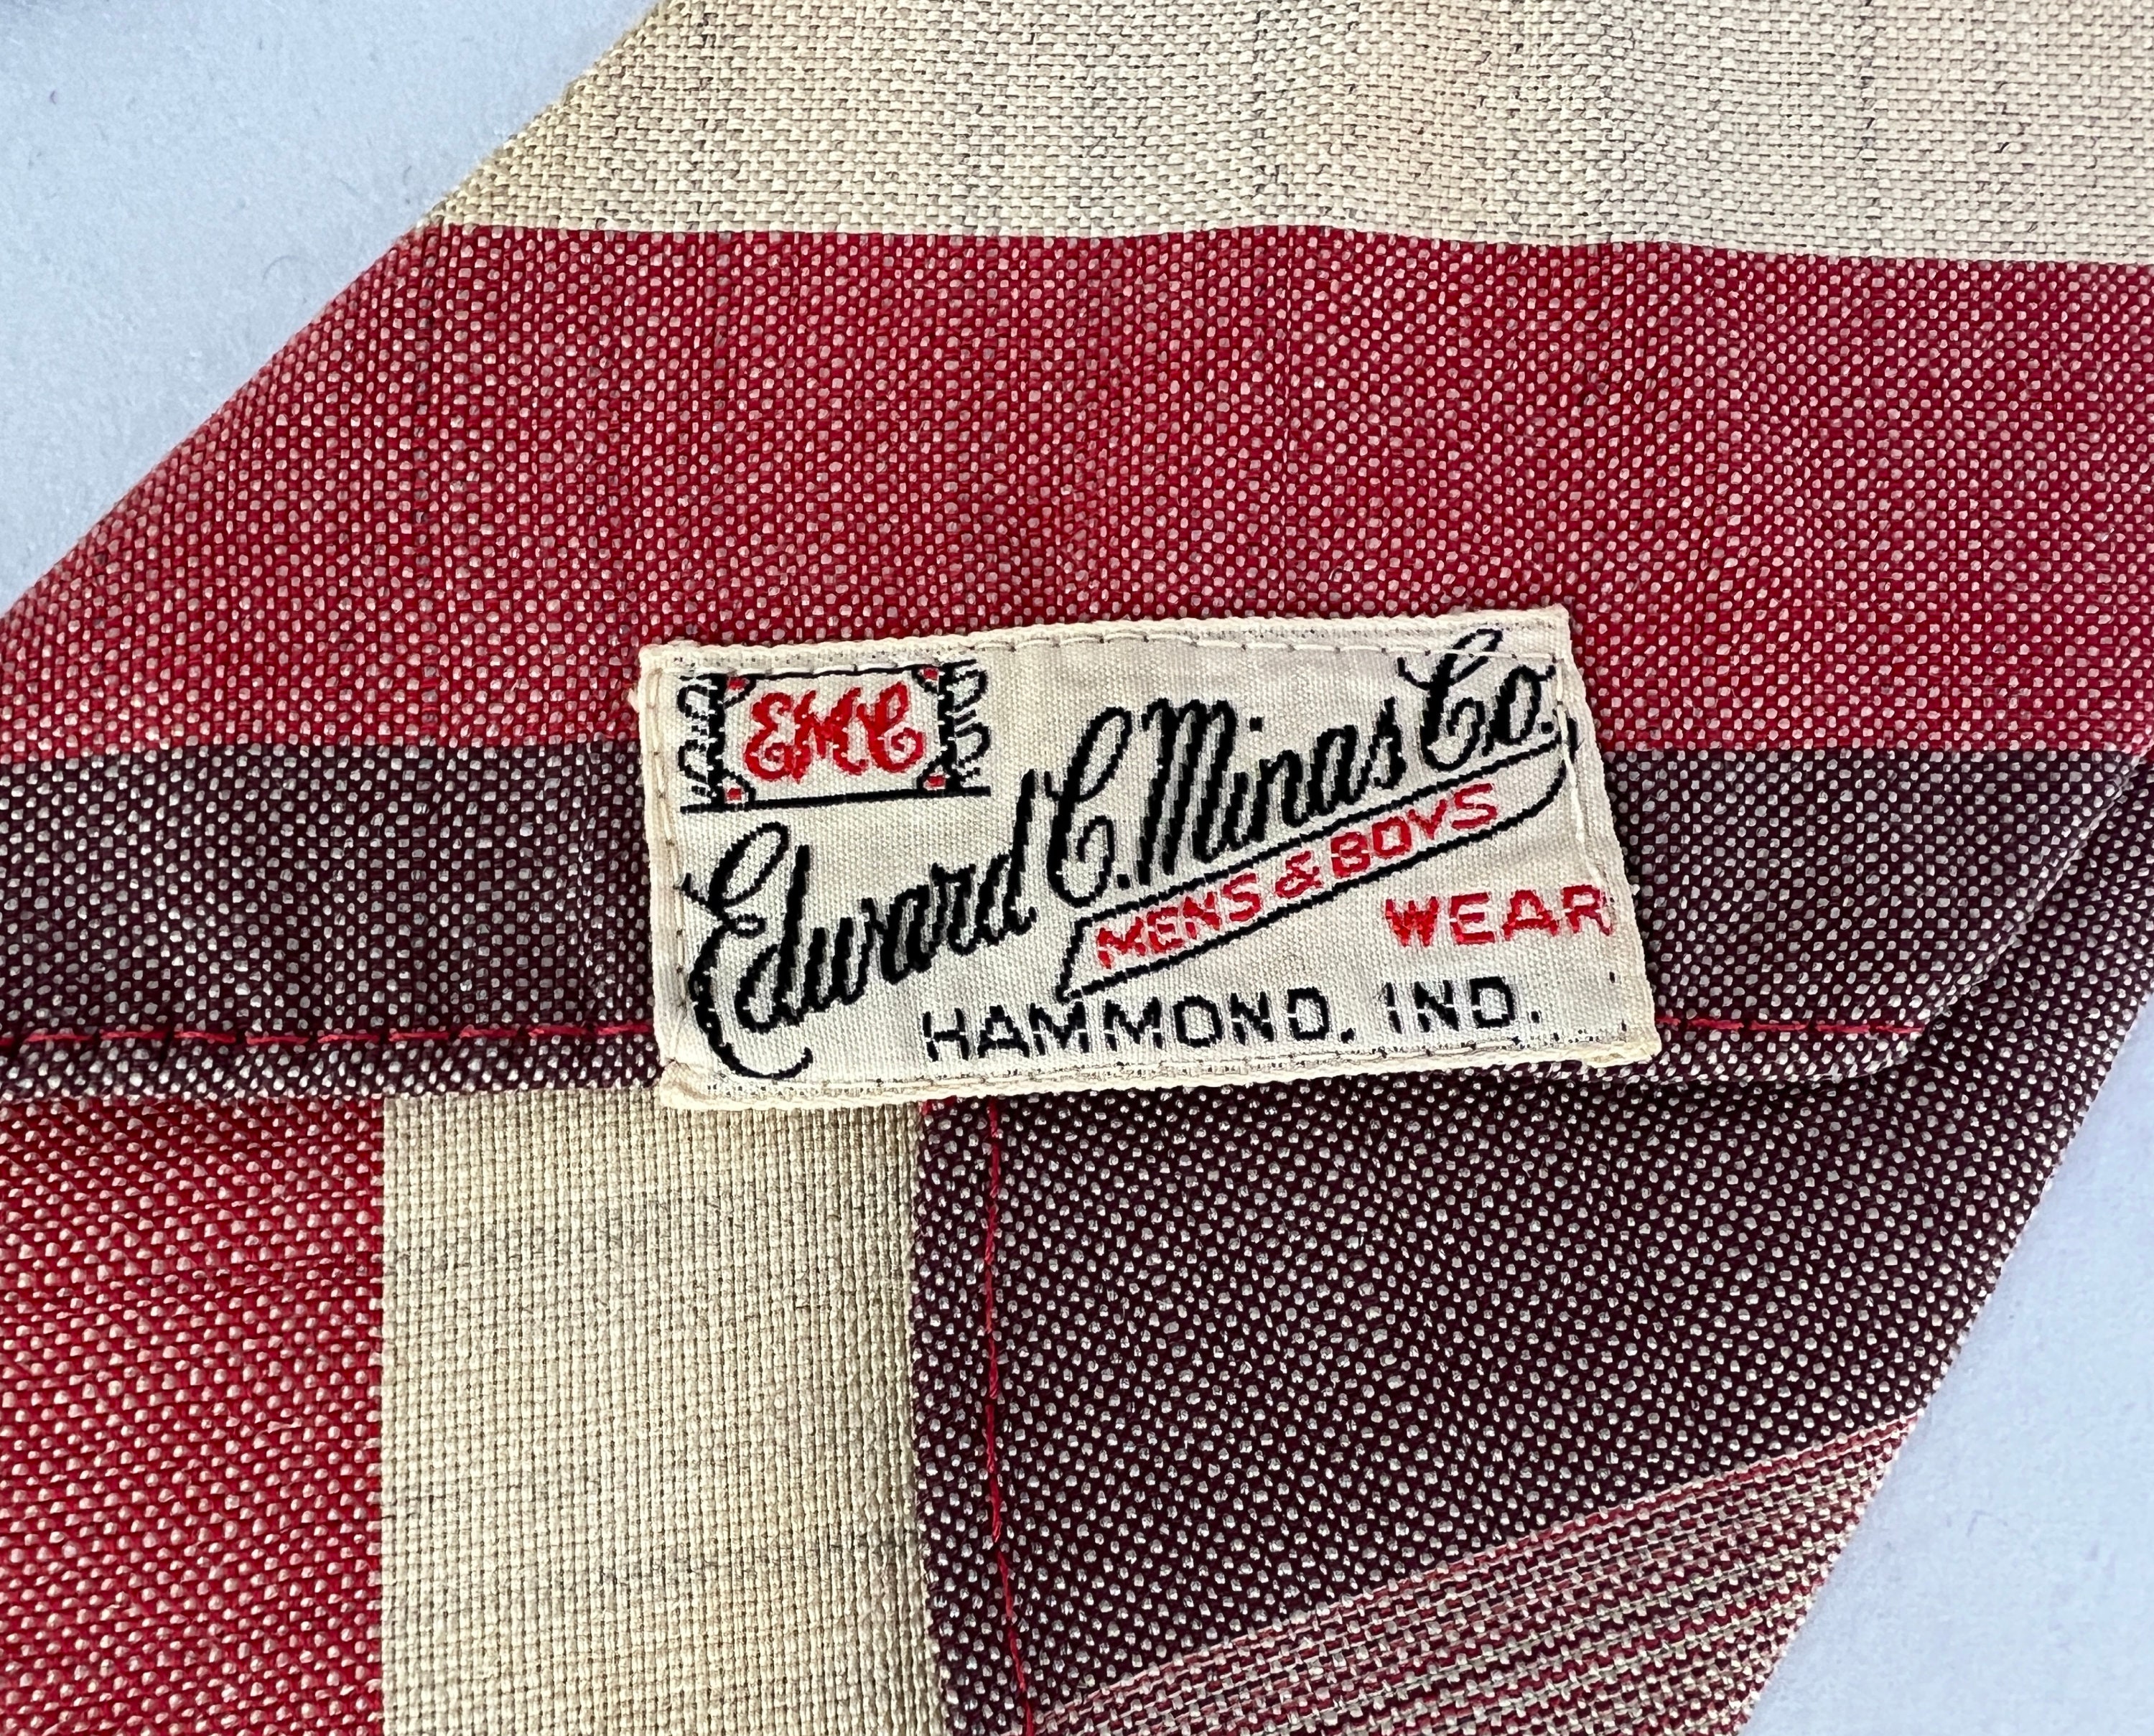 EMC
Edward C. Minas Co.
MENS & BOYS
WEAR
HAMMOND, IND.